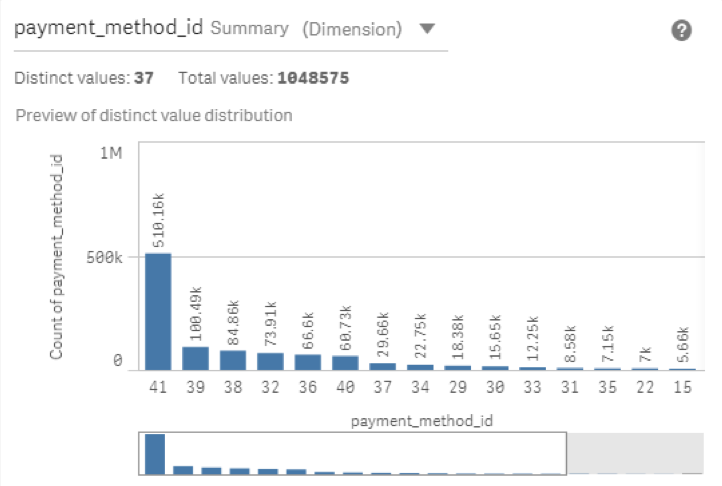 payment_method_id Summary (Dimension)
Distinct values: 37 Total values: 1048575
Preview of distinct value distribution
Count of payment_method_id
1M
500k
0
510.16k
100.49k
84.86k
73.91k
66.6k
60.73k
29.66k
22.75k
18.38k
15.65k
12.25k
8.58k
7.15k
7k
5.66k
41 39 38 32 36 40 37 34 29 30 33 31 35 22 15
payment_method_id